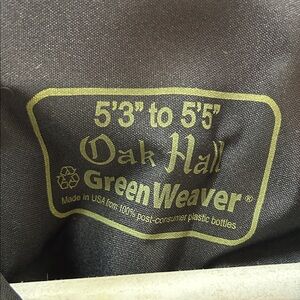 5'3" to 5'5"
Oak Hall
GreenWeaver®
Made in USA from 100% post-consumer plastic bottles